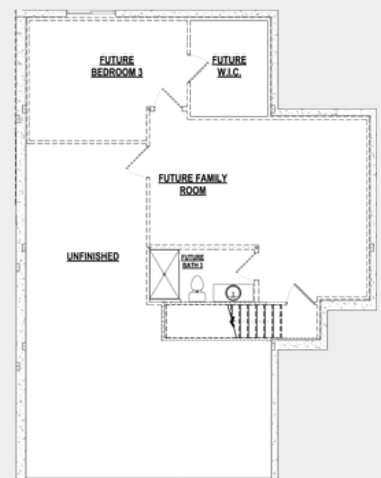 FUTURE
BEDROOM 3
FUTURE
W.I.C.
FUTURE FAMILY
ROOM
UNFINISHED
FUTURE
BATH 3